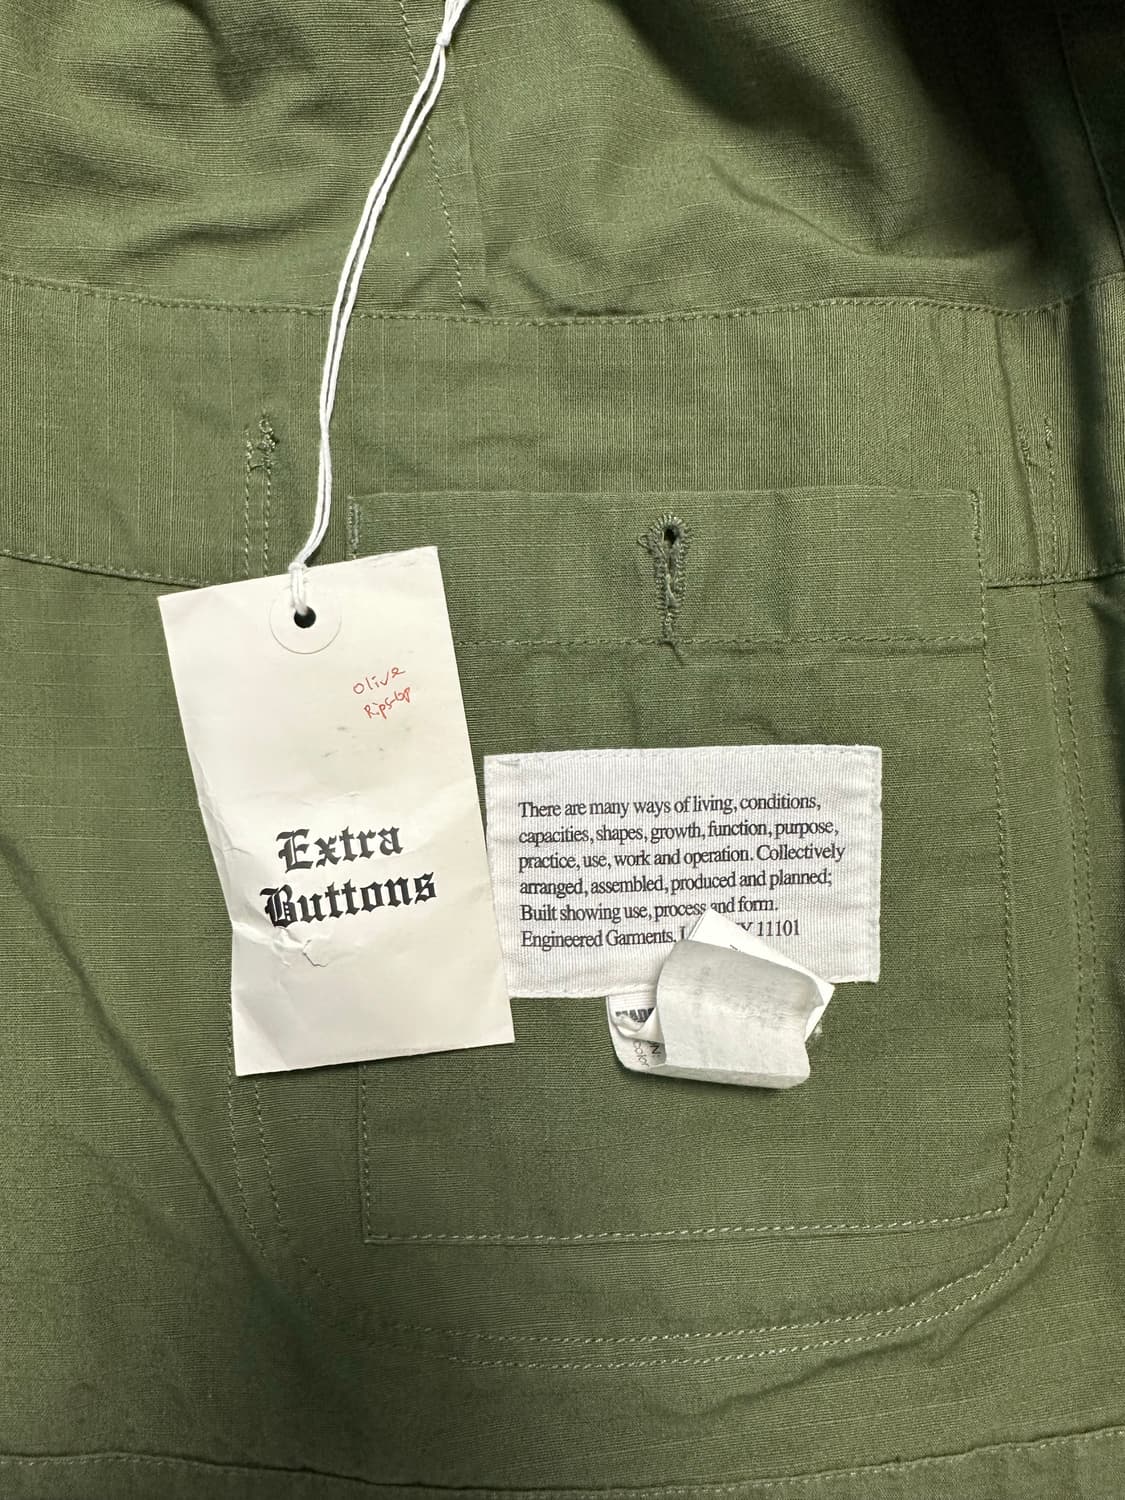 Olive
Ripstop
Extra
Buttons
There are many ways of living, conditions,
capacities, shapes, growth, function, purpose,
practice, use, work and operation. Collectively
arranged, assembled, produced and planned;
Built showing use, process and form.
Engineered Garments. 11101